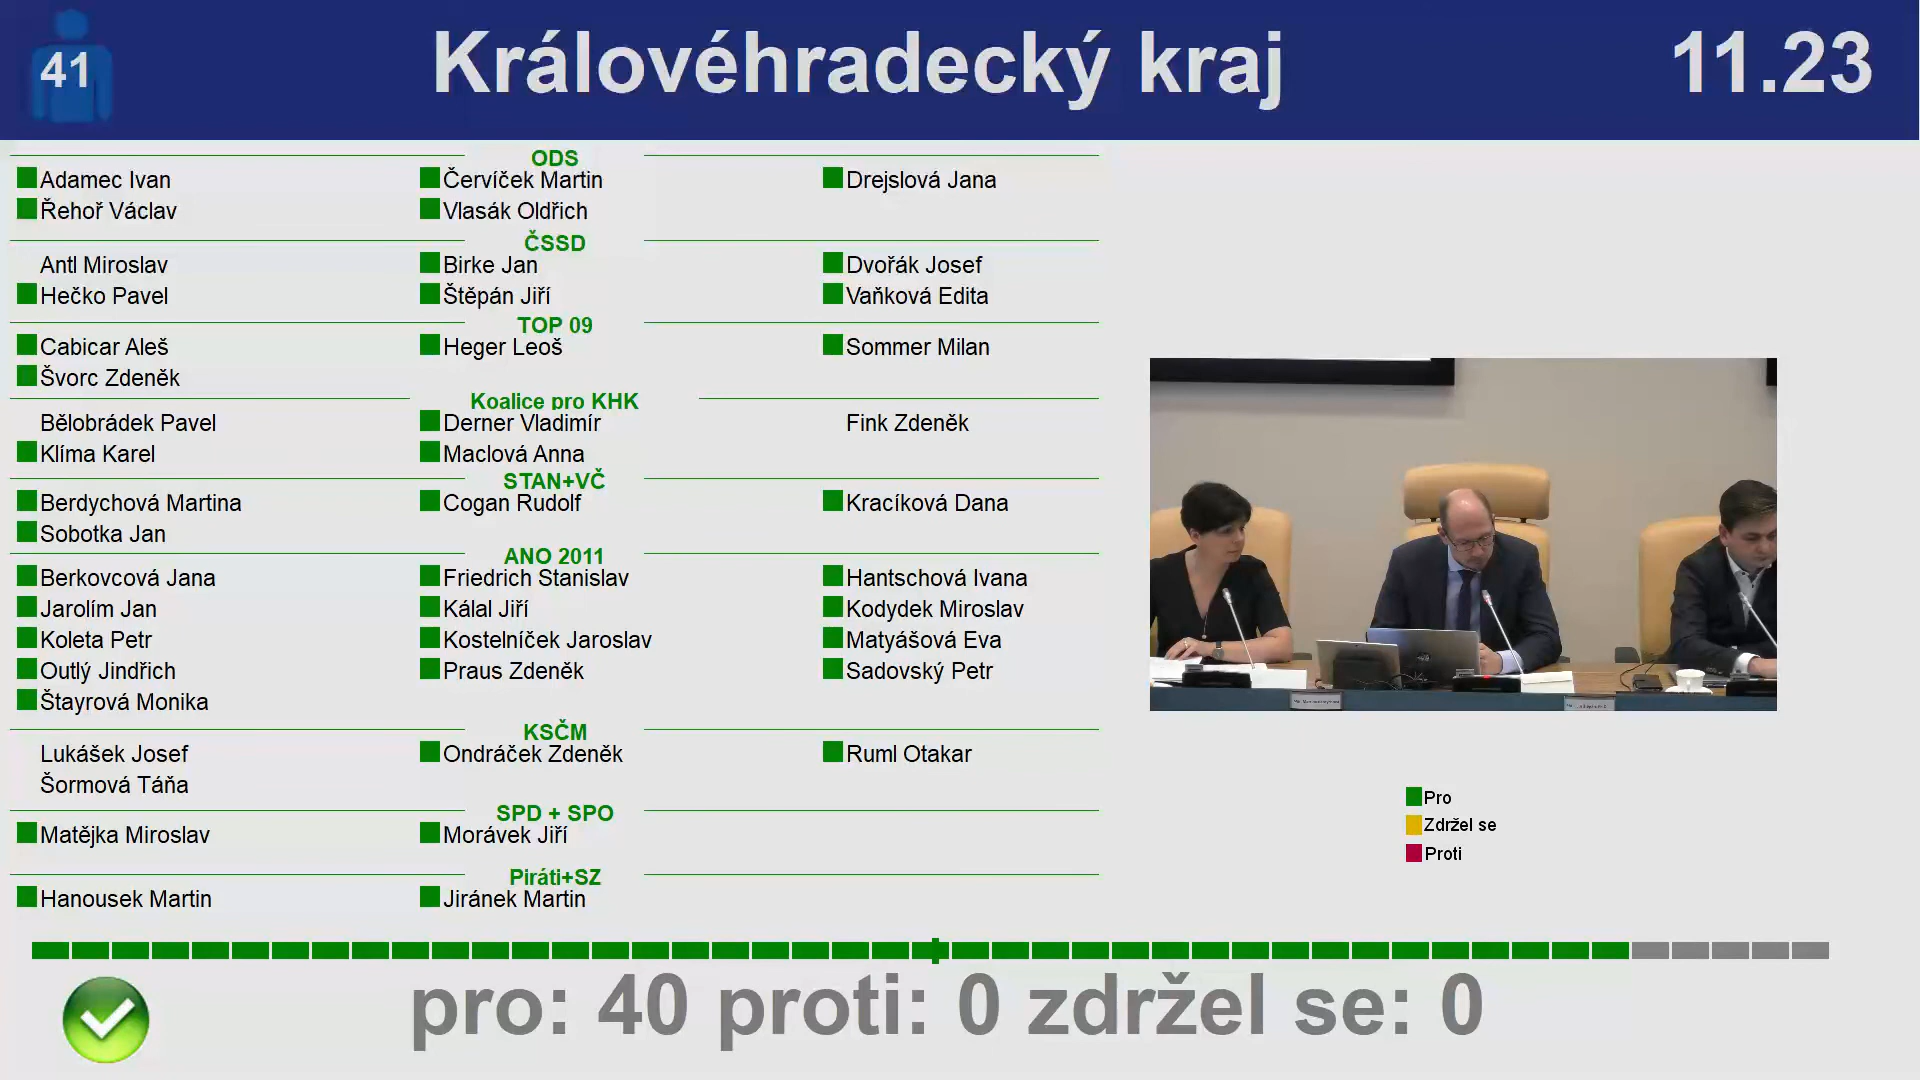 41 Královéhradecký kraj 11.23
ODS
Adamec Ivan Červíček Martin Drejslová Jana
Řehoř Václav Vlasák Oldřich
ČSSD
Antl Miroslav Birke Jan Dvořák Josef
Hečko Pavel Štěpán Jiří Vaňková Edita
TOP 09
Cabicar Aleš Heger Leoš Sommer Milan
Švorc Zdeněk
Koalice pro KHK
Bělobrádek Pavel Derner Vladimír Fink Zdeněk
Klíma Karel Maclová Anna
STAN+VČ
Berdychová Martina Cogan Rudolf Kracíková Dana
Sobotka Jan
ANO 2011
Berkovcová Jana Friedrich Stanislav Hantschová Ivana
Jarolím Jan Kálal Jiří Kodydek Miroslav
Koleta Petr Kostelníček Jaroslav Matyášová Eva
Outlý Jindřich Praus Zdeněk Sadovský Petr
Štayrová Monika
KSČM
Lukášek Josef Ondráček Zdeněk Ruml Otakar
Šormová Táňa
SPD + SPO
Matějka Miroslav Morávek Jiří
Piráti+SZ
Hanousek Martin Jiránek Martin
Pro
Zdržel se
Proti
pro: 40 proti: 0 zdržel se: 0